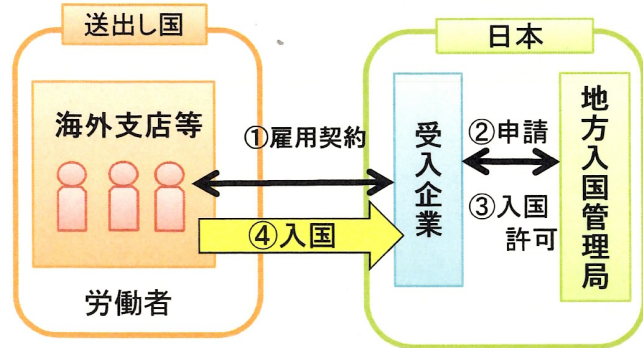 送出し国
海外支店等
労働者
①雇用契約
④入国
日本
受入企業
②申請
③入国
許可
地方入国管理局